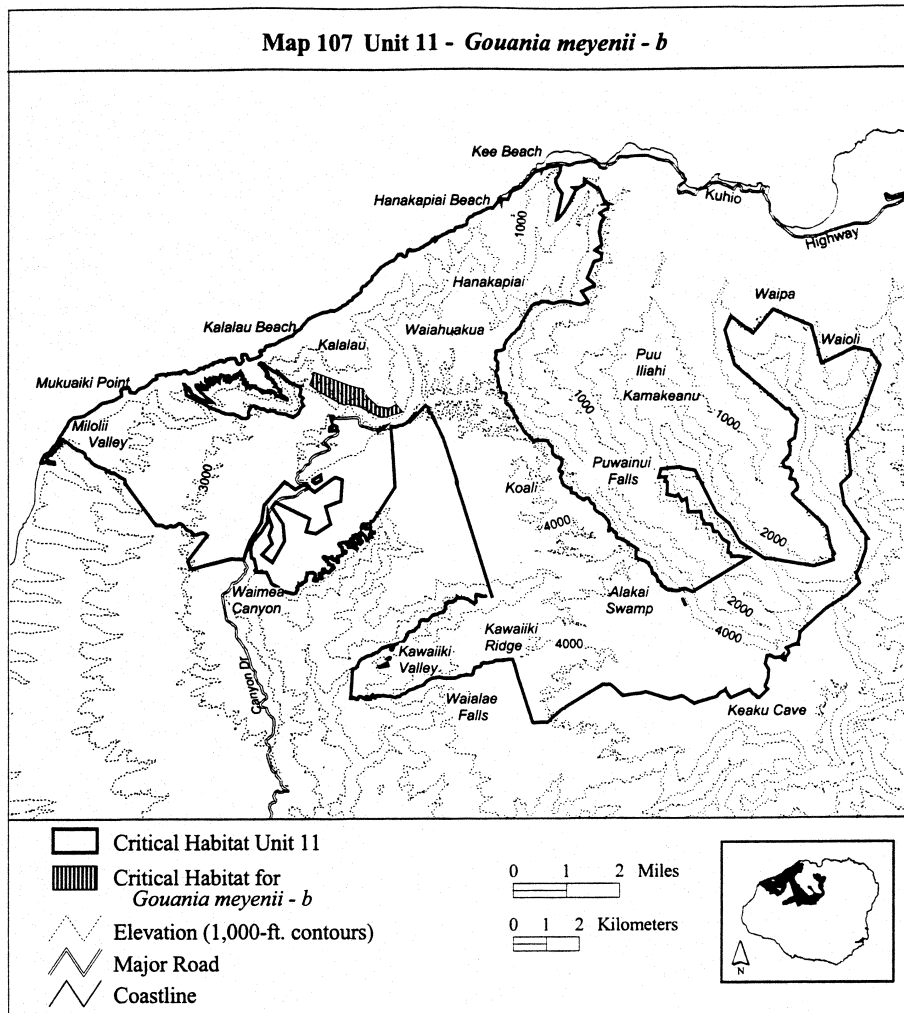 Map 107 Unit 11 - Gouania meyenii - b
Kee Beach
Hanakapiai Beach
Kuhio
Highway
1000
Hanakapiai
Waipa
Kalalau Beach
Waiahuakua
Waioli
Kalalau
Puu
Iliahi
Mukuaiki Point
Kamakeanu
1000
1000
Milolii
Valley
Puwainui
Falls
3000
Koali
4000
2000
Waimea
Canyon
Alakai
Swamp
2000
4000
Kawaiiki
Ridge
4000
Kawaiiki
Valley
Canyon Dr
Waialae
Falls
Keaku Cave
Critical Habitat Unit 11
Critical Habitat for
Gouania meyenii - b
Elevation (1,000-ft. contours)
Major Road
Coastline
0 1 2 Miles
0 1 2 Kilometers
N